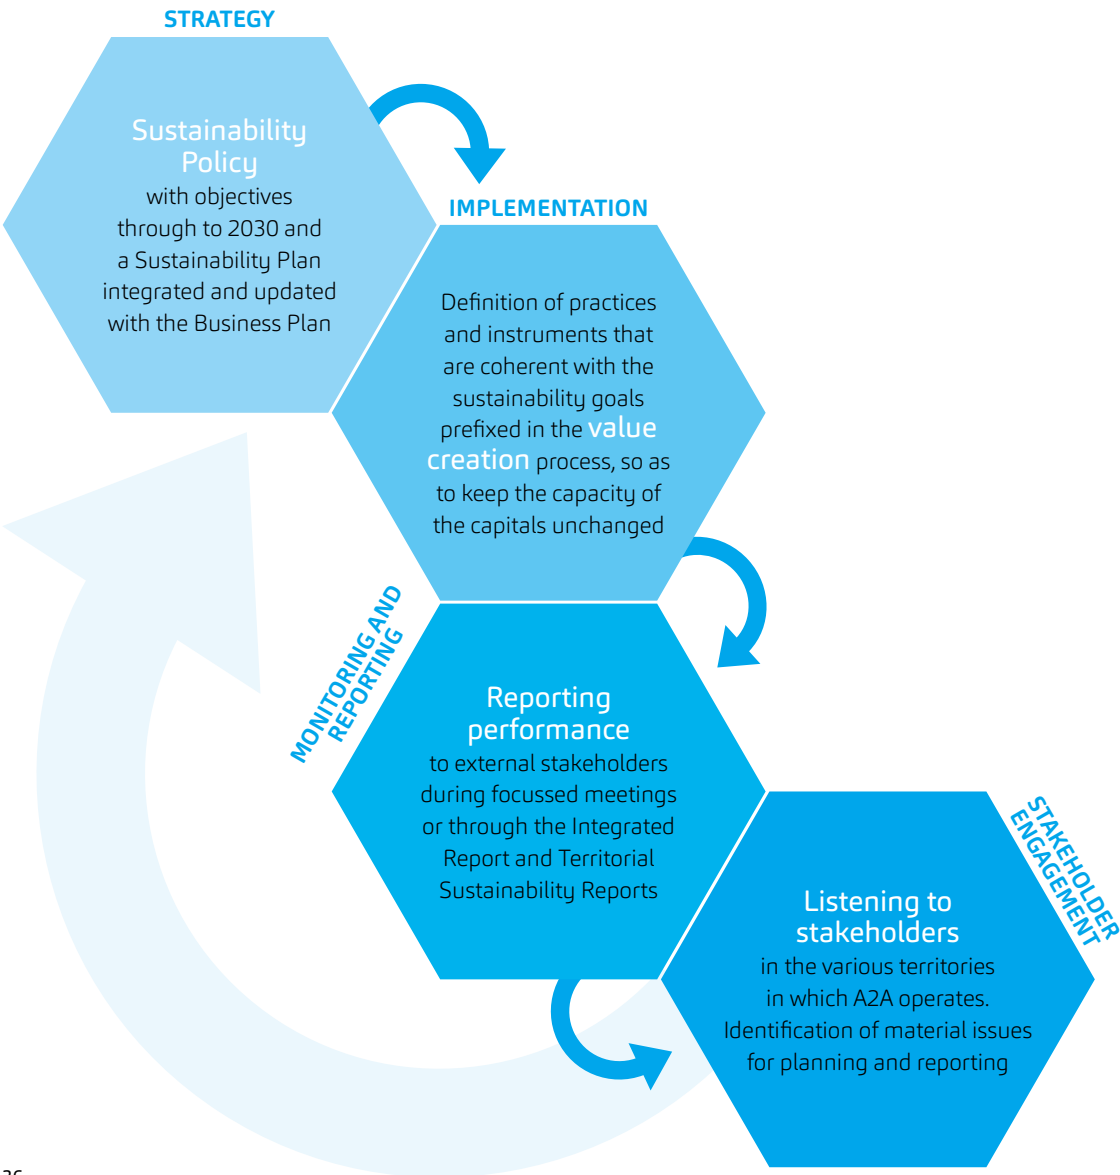 STRATEGY
Sustainability
Policy
with objectives
through to 2030 and
a Sustainability Plan
integrated and updated
with the Business Plan
IMPLEMENTATION
Definition of practices
and instruments that
are coherent with the
sustainability goals
prefixed in the value
creation process, so as
to keep the capacity of
the capitals unchanged
MONITORING AND
REPORTING
Reporting
performance
to external stakeholders
during focussed meetings
or through the Integrated
Report and Territorial
Sustainability Reports
STAKEHOLDER
ENGAGEMENT
Listening to
stakeholders
in the various territories
in which A2A operates.
Identification of material issues
for planning and reporting